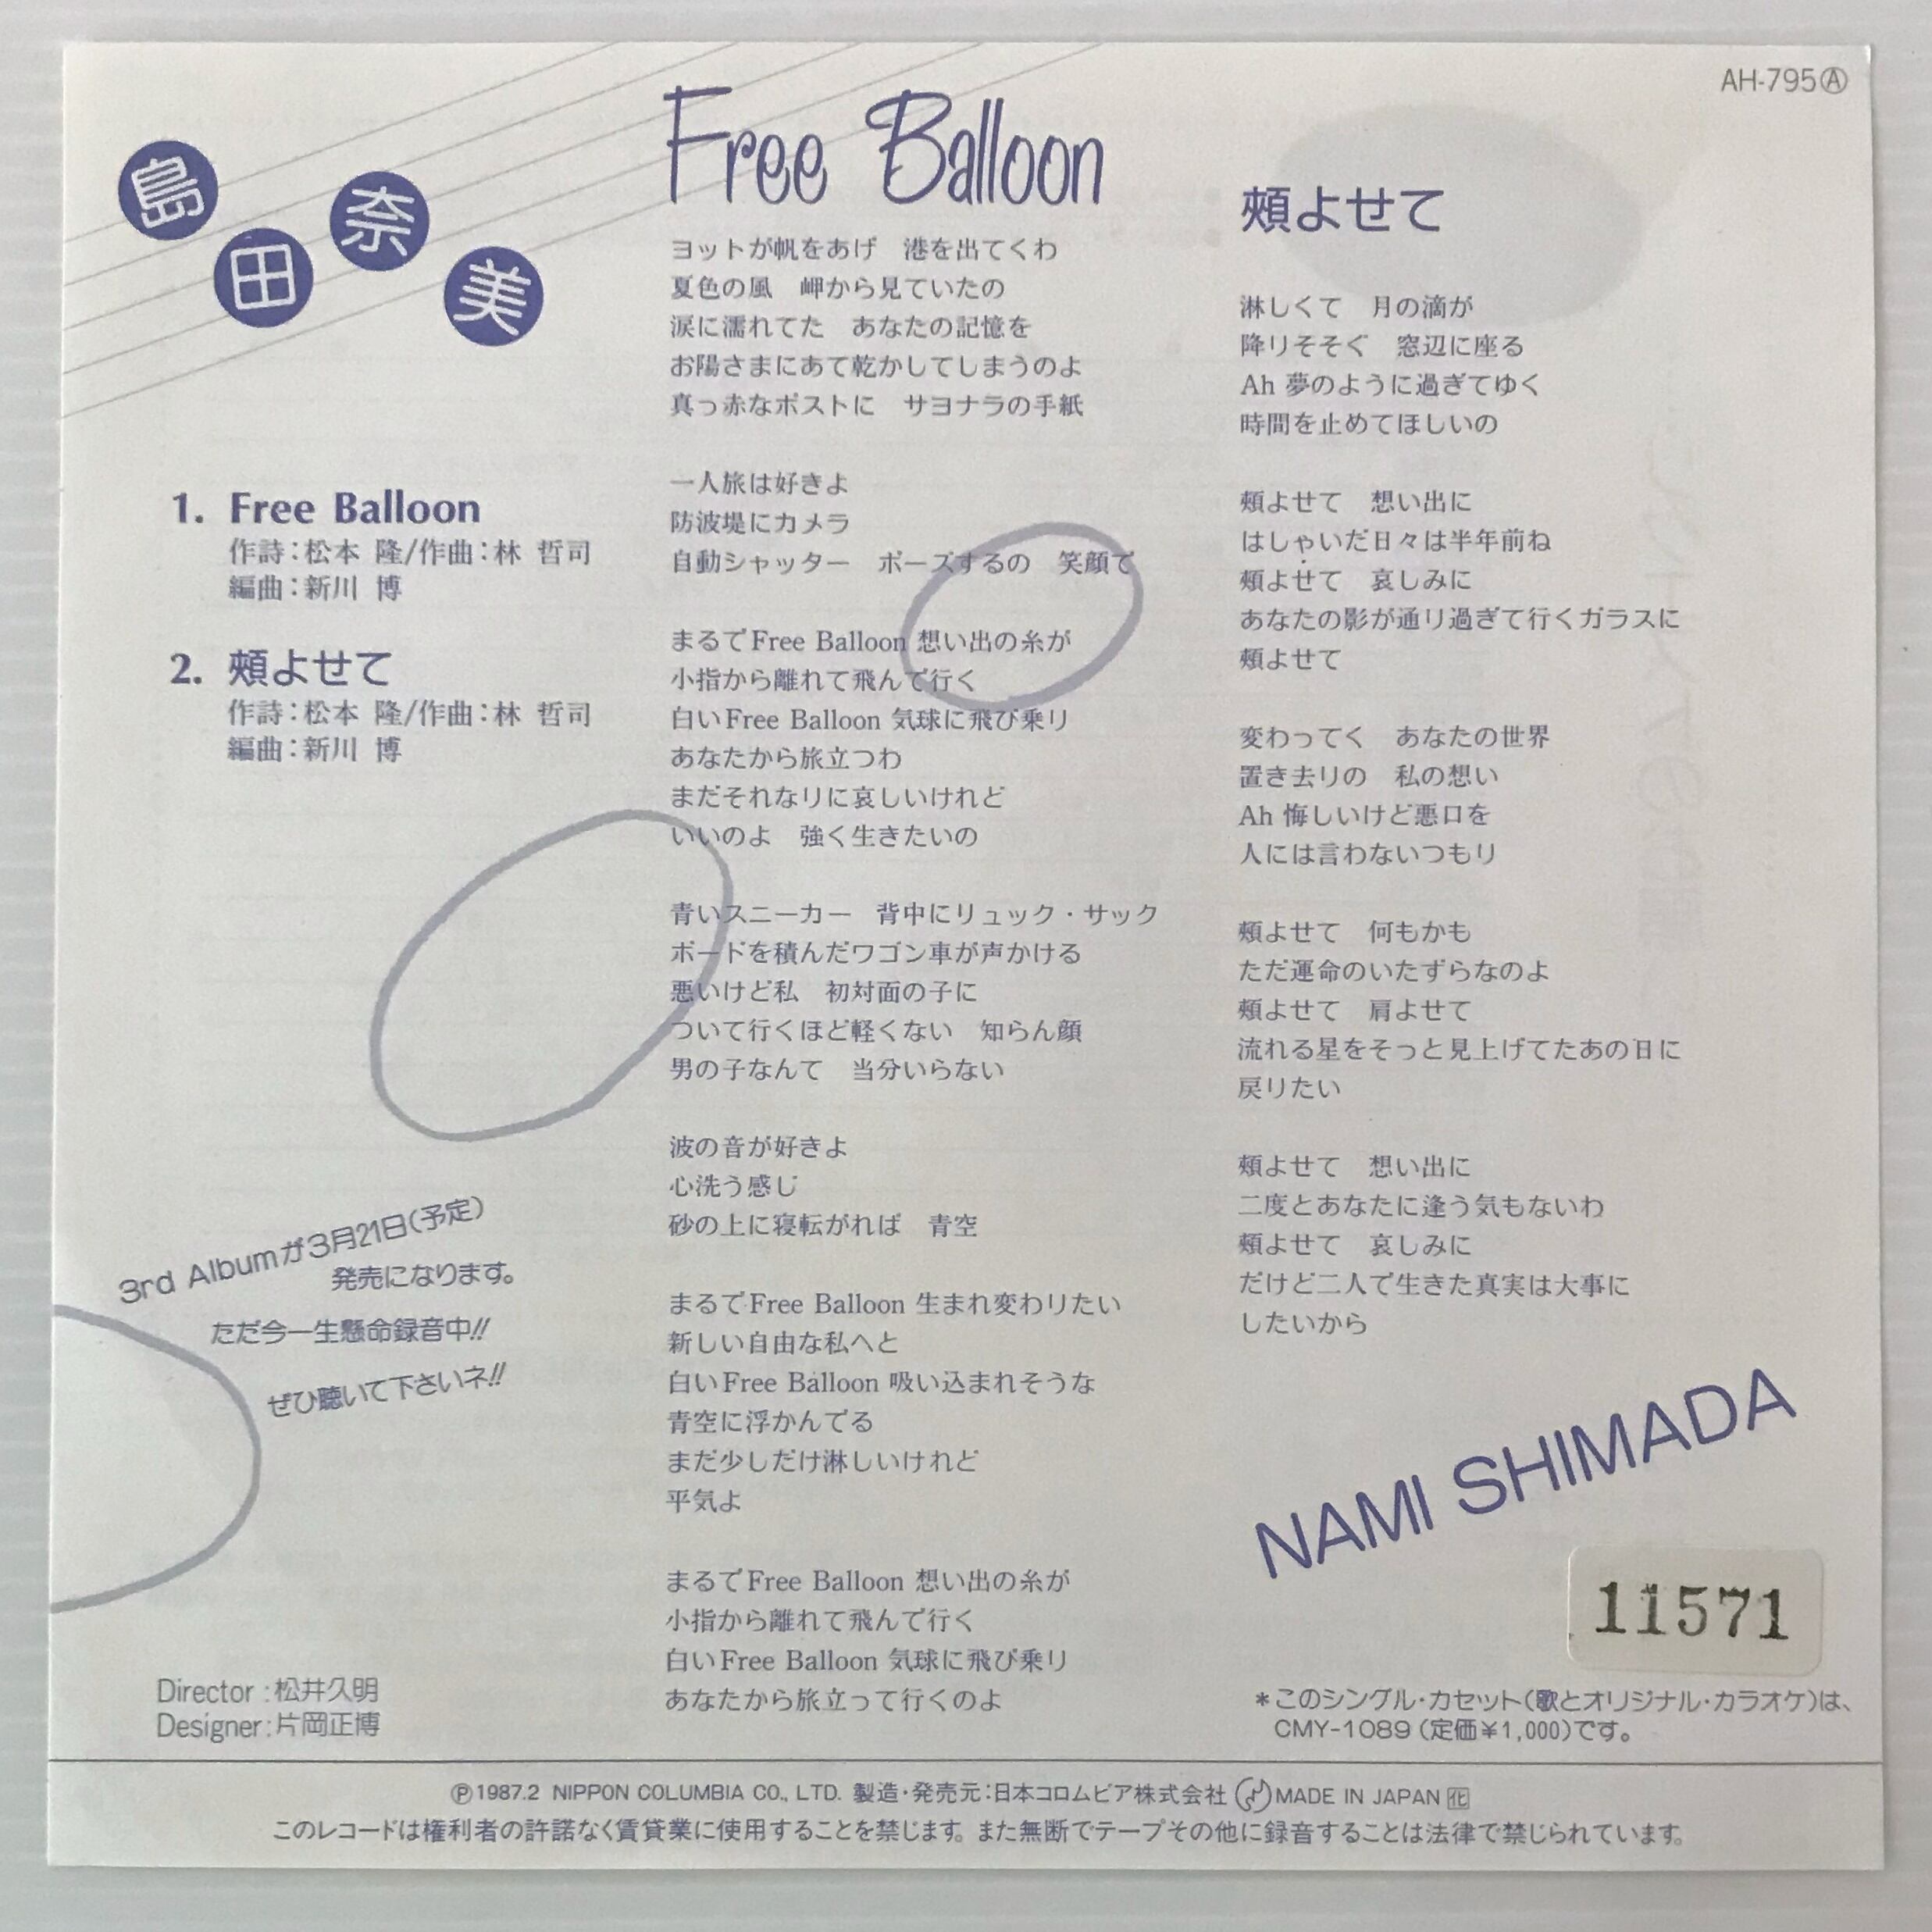 AH-795Ⓐ
島田奈美
1. Free Balloon
作詩：松本 隆/作曲：林 哲司
編曲：新川 博
2. 頰よせて
作詩：松本 隆/作曲：林 哲司
編曲：新川 博
3rd Albumが3月21日(予定)
発売になります。
ただ今一生懸命録音中!!
ぜひ聴いて下さいネ!!
Director：松井久明
Designer：片岡正博
Free Balloon
ヨットが帆をあげ　港を出てくわ
夏色の風　岬から見ていたの
涙に濡れてた　あなたの記憶を
お陽さまにあて乾かしてしまうのよ
真っ赤なポストに　サヨナラの手紙
一人旅は好きよ
防波堤にカメラ
自動シャッター　ポーズするの　笑顔で
まるでFree Balloon 想い出の糸が
小指から離れて飛んで行く
白いFree Balloon 気球に飛び乗り
あなたから旅立つわ
まだそれなりに哀しいけれど
いいのよ　強く生きたいの
青いスニーカー　背中にリュック・サック
ボードを積んだワゴン車が声かける
悪いけど私　初対面の子に
ついて行くほど軽くない　知らん顔
男の子なんて　当分いらない
波の音が好きよ
心洗う感じ
砂の上に寝転がれば　青空
まるでFree Balloon 生まれ変わりたい
新しい自由な私へと
白いFree Balloon 吸い込まれそうな
青空に浮かんでる
まだ少しだけ淋しいけれど
平気よ
まるでFree Balloon 想い出の糸が
小指から離れて飛んで行く
白いFree Balloon 気球に飛び乗り
あなたから旅立って行くのよ
頰よせて
淋しくて　月の滴が
降りそそぐ　窓辺に座る
Ah 夢のように過ぎてゆく
時間を止めてほしいの
頰よせて　想い出に
はしゃいだ日々は半年前ね
頰よせて　哀しみに
あなたの影が通り過ぎて行くガラスに
頰よせて
変わってく　あなたの世界
置き去りの　私の想い
Ah 悔しいけど悪口を
人には言わないつもり
頰よせて　何もかも
ただ運命のいたずらなのよ
頰よせて　肩よせて
流れる星をそっと見上げてたあの日に
戻りたい
頰よせて　想い出に
二度とあなたに逢う気もないわ
頰よせて　哀しみに
だけど二人で生きた真実は大事に
したいから
NAMI SHIMADA
11571
＊このシングル・カセット(歌とオリジナル・カラオケ)は、
CMY-1089(定価¥1,000)です。
Ⓟ1987.2 NIPPON COLUMBIA CO., LTD. 製造・発売元：日本コロムビア株式会社 MADE IN JAPAN 化
このレコードは権利者の許諾なく賃貸業に使用することを禁じます。また無断でテープその他に録音することは法律で禁じられています。